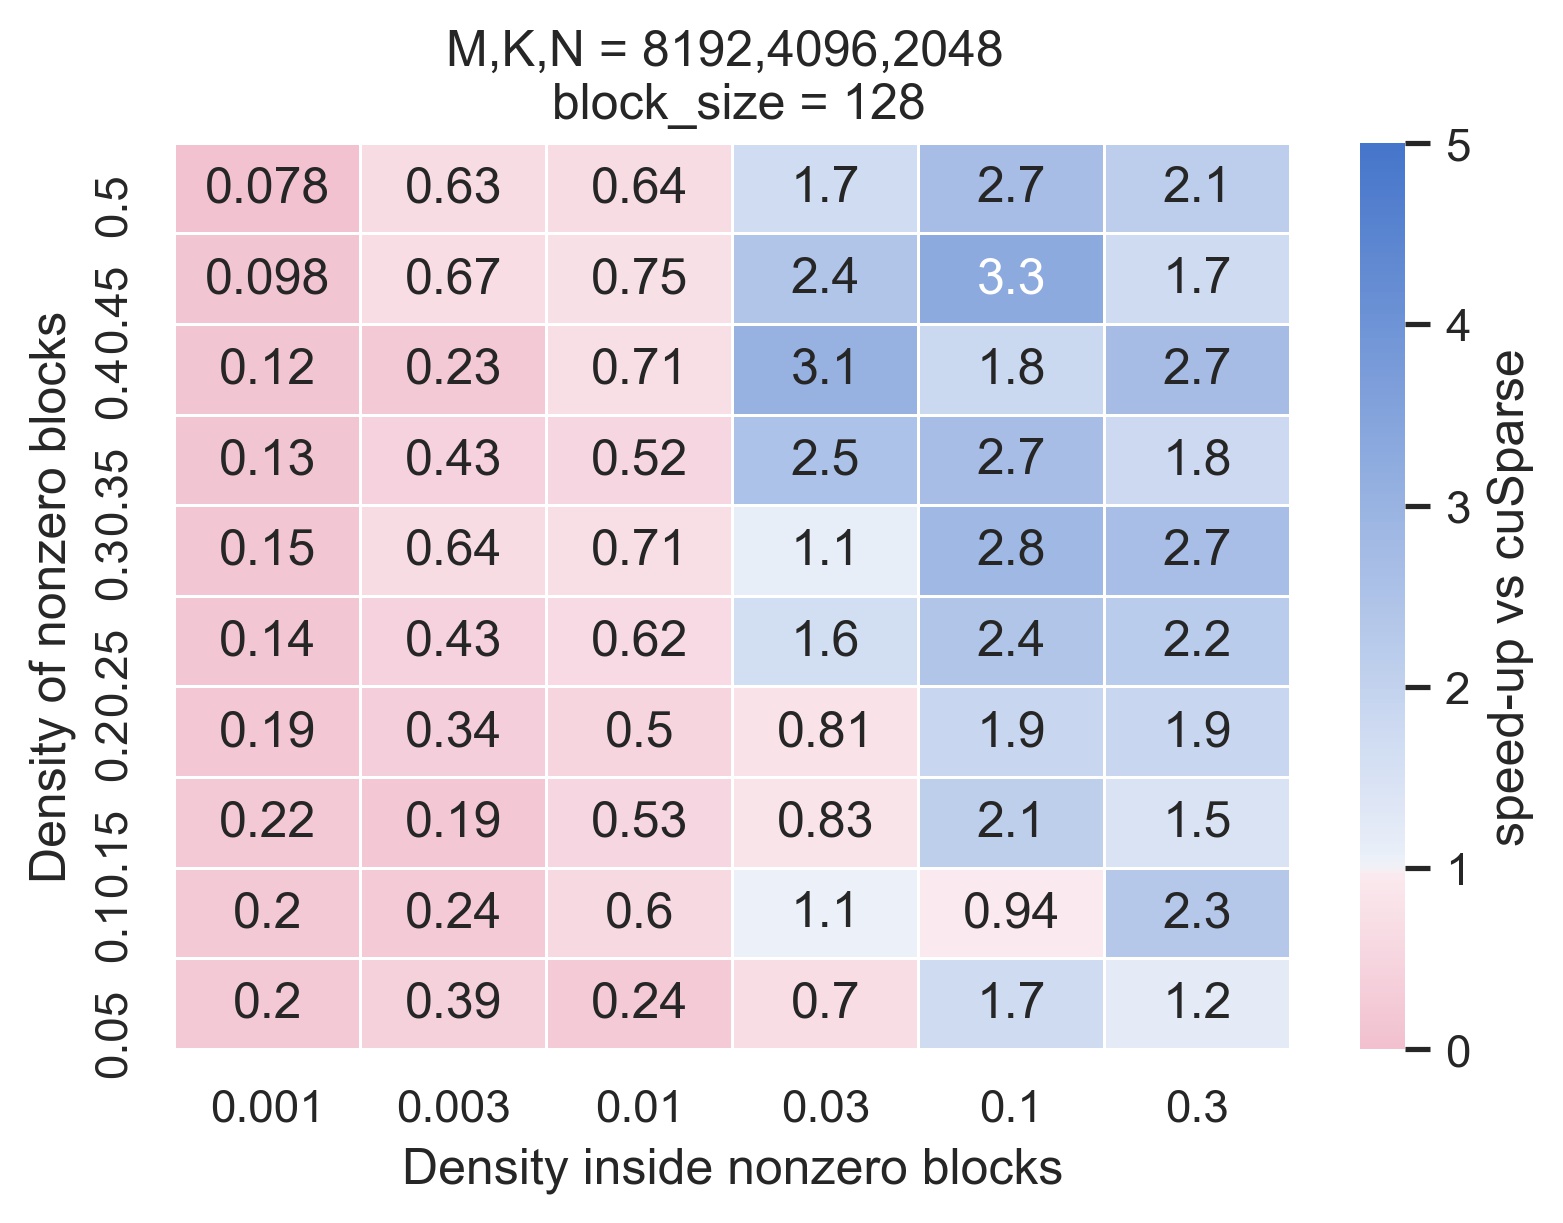 M,K,N = 8192,4096,2048
block_size = 128
Density of nonzero blocks
0.5 0.078 0.63 0.64 1.7 2.7 2.1
0.45 0.098 0.67 0.75 2.4 3.3 1.7
0.4 0.12 0.23 0.71 3.1 1.8 2.7
0.35 0.13 0.43 0.52 2.5 2.7 1.8
0.30 0.15 0.64 0.71 1.1 2.8 2.7
0.25 0.14 0.43 0.62 1.6 2.4 2.2
0.20 0.19 0.34 0.5 0.81 1.9 1.9
0.15 0.22 0.19 0.53 0.83 2.1 1.5
0.10 0.2 0.24 0.6 1.1 0.94 2.3
0.05 0.2 0.39 0.24 0.7 1.7 1.2
0.001 0.003 0.01 0.03 0.1 0.3
Density inside nonzero blocks
5
4
3
2
1
0
speed-up vs cuSparse